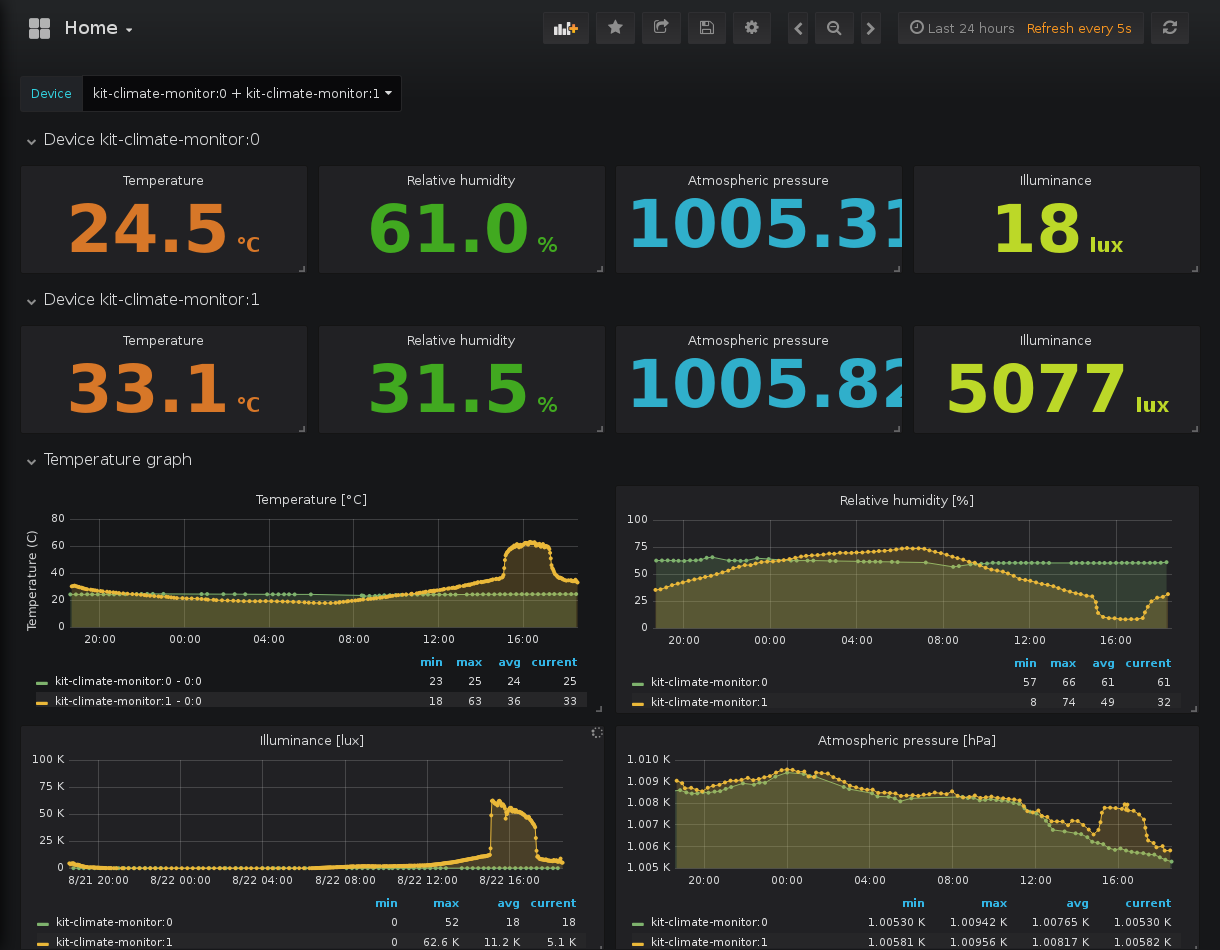 Home
Last 24 hours Refresh every 5s
Device kit-climate-monitor:0 + kit-climate-monitor:1
Device kit-climate-monitor:0
Temperature Relative humidity Atmospheric pressure Illuminance
24.5 °C 61.0 % 1005.31 18 lux
Device kit-climate-monitor:1
Temperature Relative humidity Atmospheric pressure Illuminance
33.1 °C 31.5 % 1005.82 5077 lux
Temperature graph
Temperature [°C]
Temperature (C)
80
60
40
20
0
20:00 00:00 04:00 08:00 12:00 16:00
min max avg current
kit-climate-monitor:0 - 0:0 23 25 24 25
kit-climate-monitor:1 - 0:0 18 63 36 33
Relative humidity [%]
100
75
50
25
0
20:00 00:00 04:00 08:00 12:00 16:00
min max avg current
kit-climate-monitor:0 57 66 61 61
kit-climate-monitor:1 8 74 49 32
Illuminance [lux]
100 K
75 K
50 K
25 K
0
8/21 20:00 8/22 00:00 8/22 04:00 8/22 08:00 8/22 12:00 8/22 16:00
min max avg current
kit-climate-monitor:0 0 52 18 18
kit-climate-monitor:1 0 62.6 K 11.2 K 5.1 K
Atmospheric pressure [hPa]
1.010 K
1.009 K
1.008 K
1.007 K
1.006 K
1.005 K
20:00 00:00 04:00 08:00 12:00 16:00
min max avg current
kit-climate-monitor:0 1.00530 K 1.00942 K 1.00765 K 1.00530 K
kit-climate-monitor:1 1.00581 K 1.00956 K 1.00817 K 1.00582 K